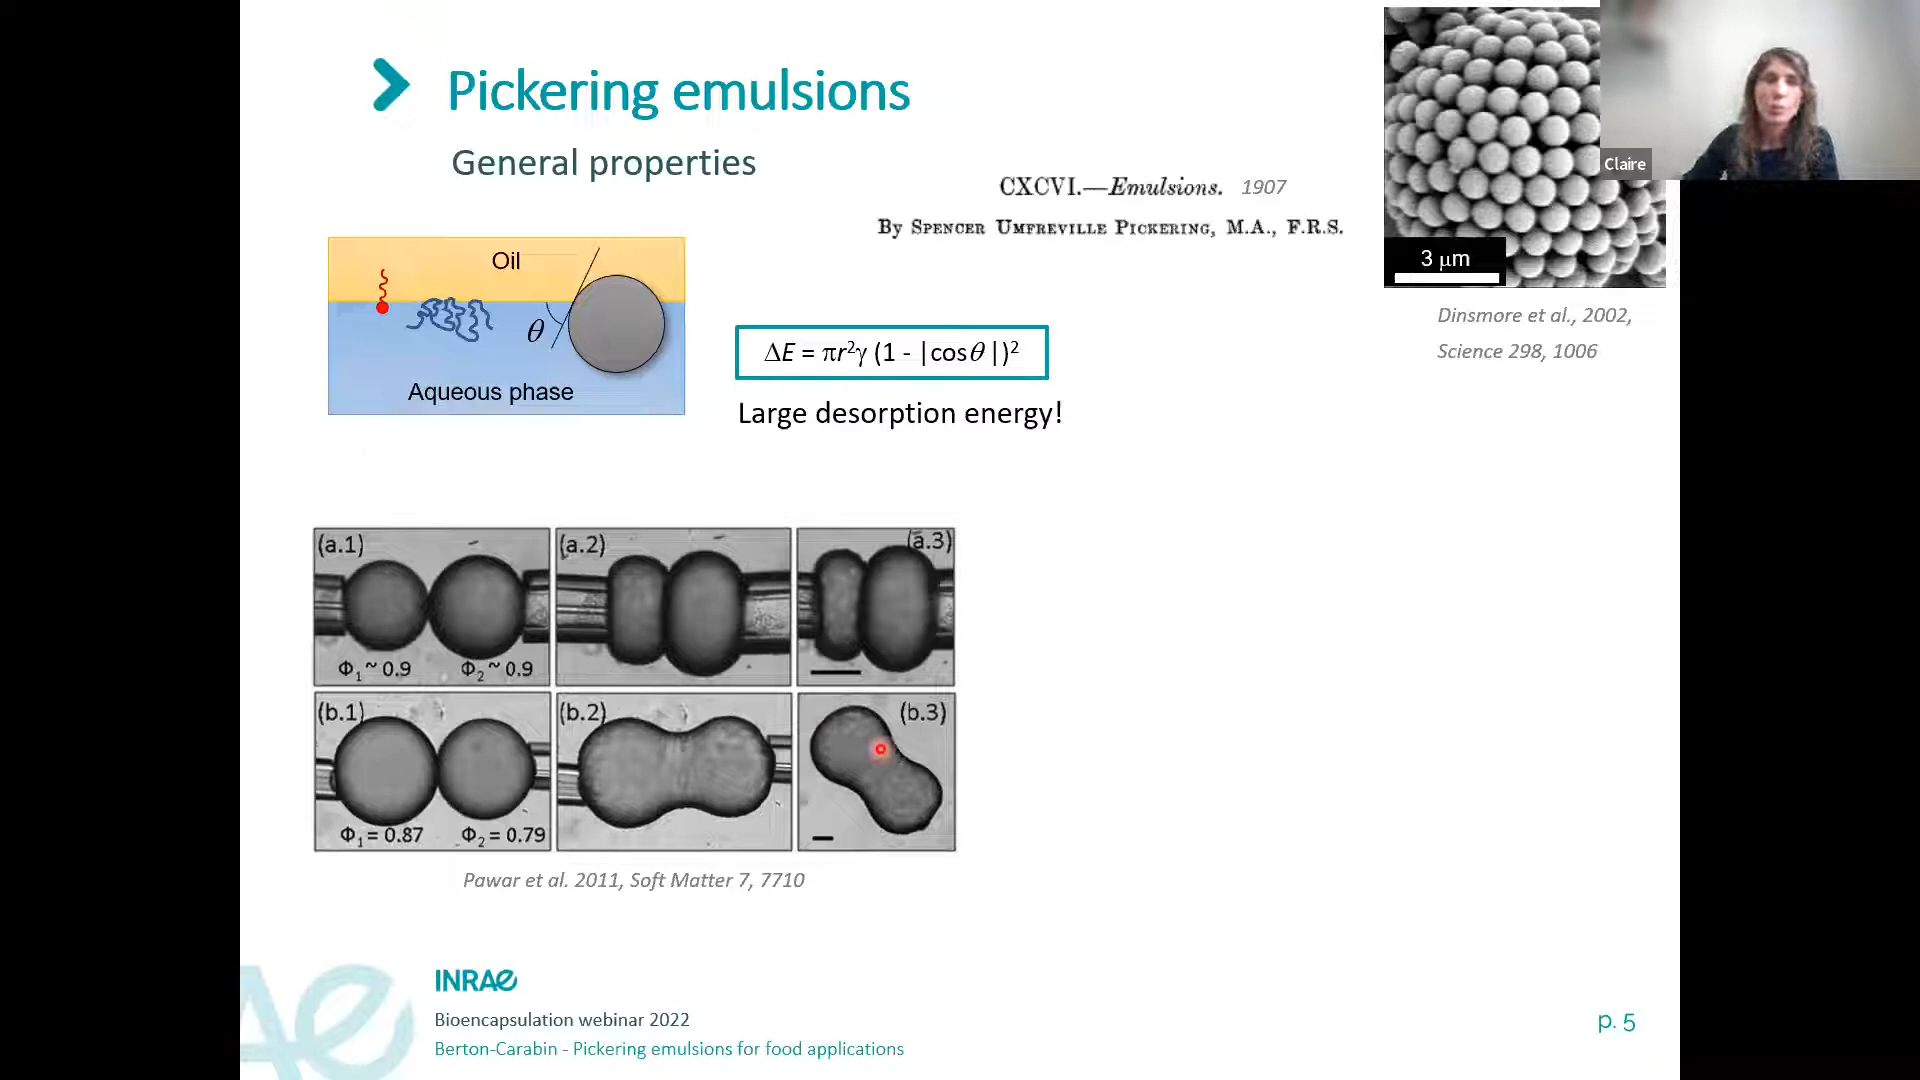 Pickering emulsions
General properties
CXCVI.—Emulsions. 1907
By SPENCER UMFREVILLE PICKERING, M.A., F.R.S.
Claire
3 μm
Dinsmore et al., 2002,
Science 298, 1006
Oil
θ
Aqueous phase
ΔE = πr²γ (1 - |cosθ |)²
Large desorption energy!
(a.1)
(a.2)
(a.3)
Φ₁ ~ 0.9 Φ₂ ~ 0.9
(b.1)
(b.2)
(b.3)
Φ₁ = 0.87 Φ₂ = 0.79
Pawar et al. 2011, Soft Matter 7, 7710
INRAE
Bioencapsulation webinar 2022
Berton-Carabin - Pickering emulsions for food applications
p. 5